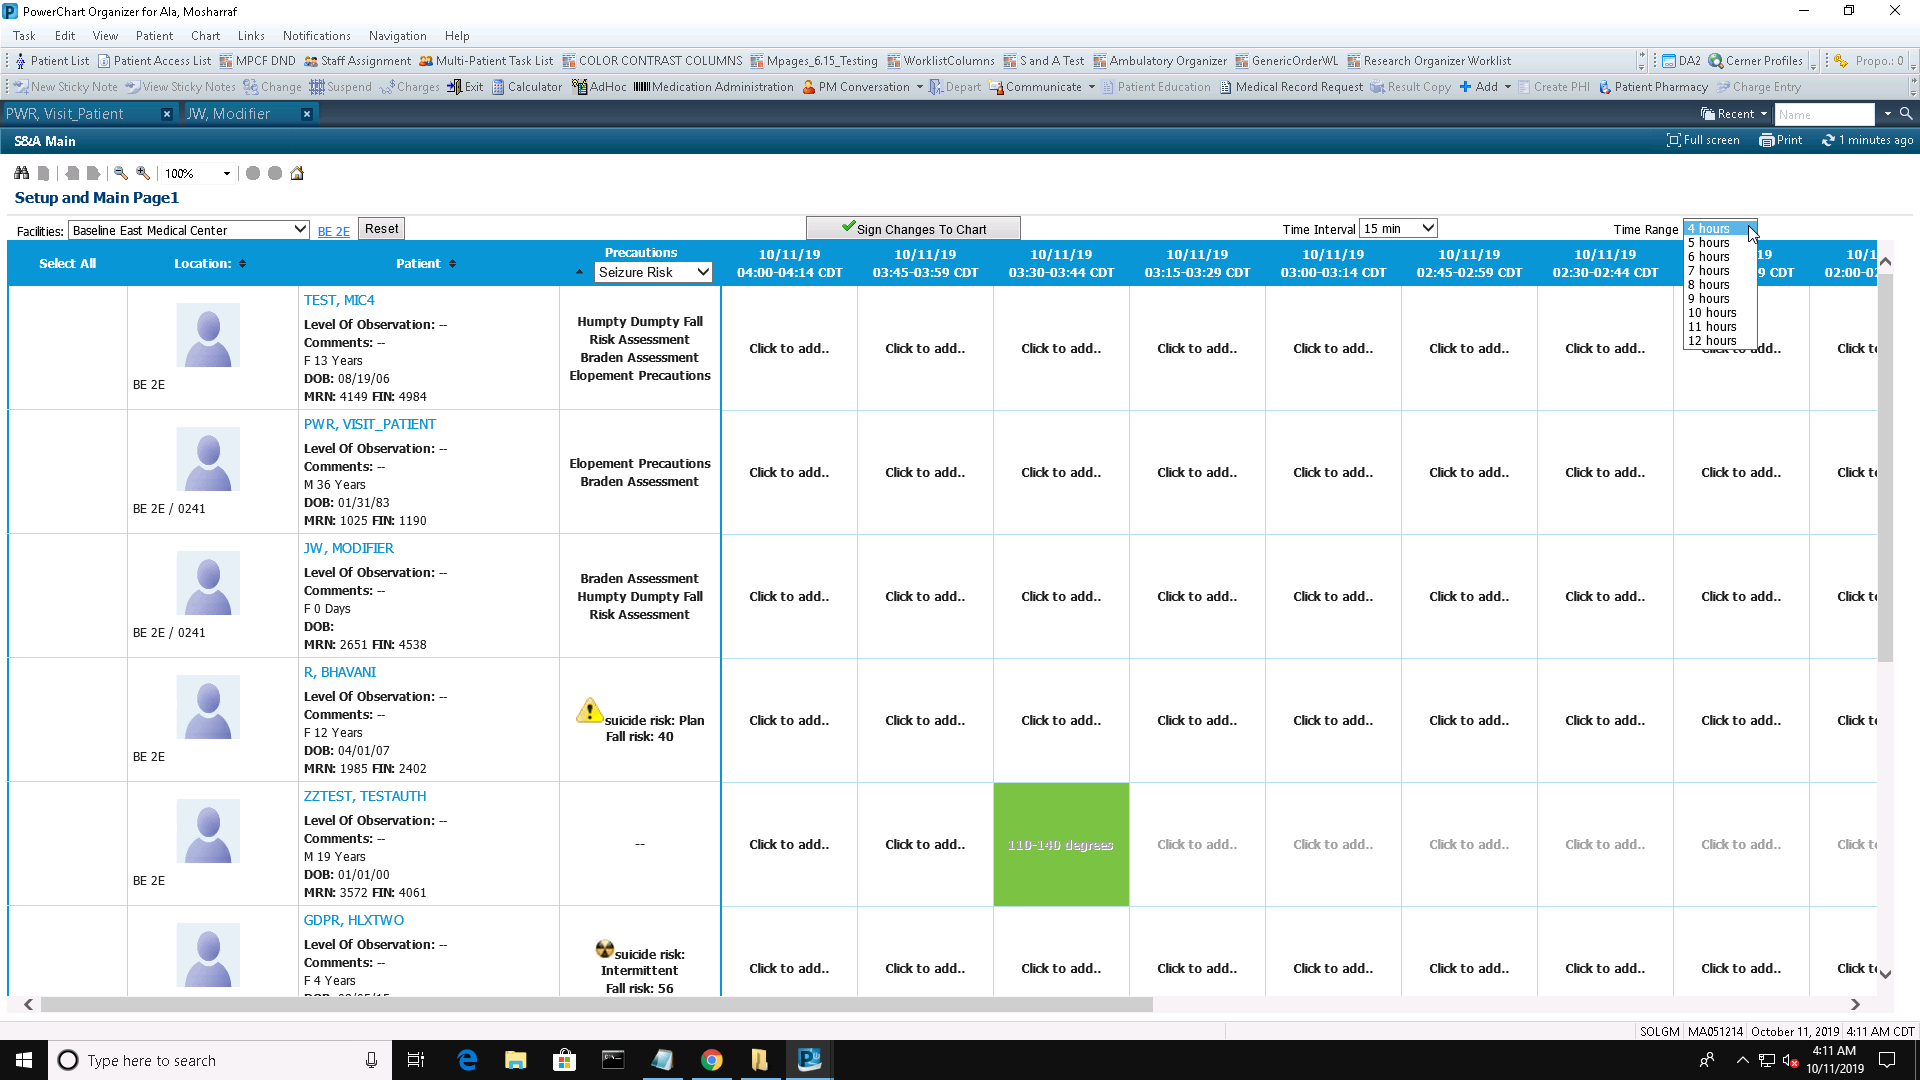 PowerChart Organizer for Ala, Mosharraf
Task Edit View Patient Chart Links Notifications Navigation Help
Patient List Patient Access List MPCF DND Staff Assignment Multi-Patient Task List COLOR CONTRAST COLUMNS Mpages_6.15_Testing WorklistColumns S and A Test Ambulatory Organizer GenericOrderWL Research Organizer Worklist DA2 Cerner Profiles Propo.: 0
New Sticky Note View Sticky Notes Change Suspend Charges Exit Calculator AdHoc Medication Administration PM Conversation Depart Communicate Patient Education Medical Record Request Result Copy Add Create PHI Patient Pharmacy Charge Entry
PWR, Visit_Patient JW, Modifier Recent Name
S&A Main Full screen Print 1 minutes ago
100%
Setup and Main Page1
Facilities: Baseline East Medical Center BE 2E Reset Sign Changes To Chart Time Interval 15 min Time Range 4 hours
5 hours
6 hours
7 hours
8 hours
9 hours
10 hours
11 hours
12 hours
Select All Location: Patient Precautions Seizure Risk
10/11/19 10/11/19 10/11/19 10/11/19 10/11/19 10/11/19 10/11/19 19 10/1
04:00-04:14 CDT 03:45-03:59 CDT 03:30-03:44 CDT 03:15-03:29 CDT 03:00-03:14 CDT 02:45-02:59 CDT 02:30-02:44 CDT 9 CDT 02:00-0
TEST, MIC4
Level Of Observation: --
Comments: --
F 13 Years
DOB: 08/19/06
MRN: 4149 FIN: 4984
BE 2E
Humpty Dumpty Fall
Risk Assessment
Braden Assessment
Elopement Precautions
Click to add.. Click to add.. Click to add.. Click to add.. Click to add.. Click to add.. Click to add.. Click to add.. Click t
PWR, VISIT_PATIENT
Level Of Observation: --
Comments: --
M 36 Years
DOB: 01/31/83
MRN: 1025 FIN: 1190
BE 2E / 0241
Elopement Precautions
Braden Assessment
Click to add.. Click to add.. Click to add.. Click to add.. Click to add.. Click to add.. Click to add.. Click to add.. Click t
JW, MODIFIER
Level Of Observation: --
Comments: --
F 0 Days
DOB:
MRN: 2651 FIN: 4538
BE 2E / 0241
Braden Assessment
Humpty Dumpty Fall
Risk Assessment
Click to add.. Click to add.. Click to add.. Click to add.. Click to add.. Click to add.. Click to add.. Click to add.. Click t
R, BHAVANI
Level Of Observation: --
Comments: --
F 12 Years
DOB: 04/01/07
MRN: 1985 FIN: 2402
BE 2E
suicide risk: Plan
Fall risk: 40
Click to add.. Click to add.. Click to add.. Click to add.. Click to add.. Click to add.. Click to add.. Click to add.. Click t
ZZTEST, TESTAUTH
Level Of Observation: --
Comments: --
M 19 Years
DOB: 01/01/00
MRN: 3572 FIN: 4061
BE 2E
--
Click to add.. Click to add.. 110-140 degrees Click to add.. Click to add.. Click to add.. Click to add.. Click to add.. Click t
GDPR, HLXTWO
Level Of Observation: --
Comments: --
F 4 Years
suicide risk:
Intermittent
Fall risk: 56
Click to add.. Click to add.. Click to add.. Click to add.. Click to add.. Click to add.. Click to add.. Click to add.. Click t
SOLGM MA051214 October 11, 2019 4:11 AM CDT
Type here to search
4:11 AM
10/11/2019